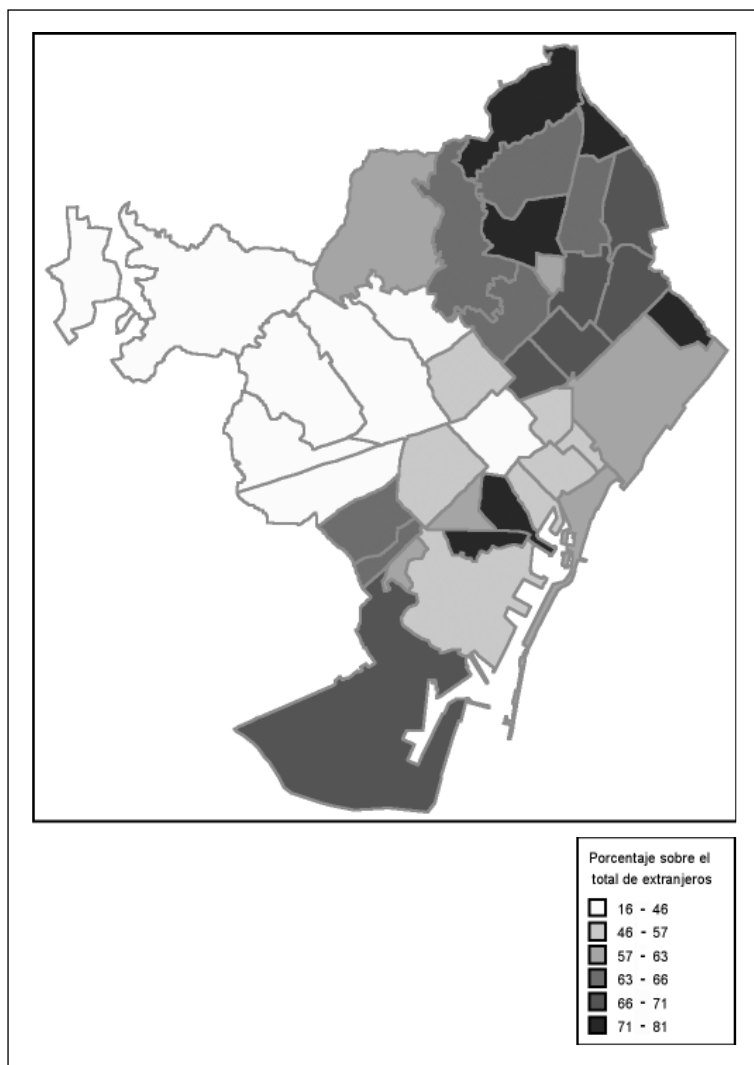 Porcentaje sobre el
total de extranjeros
16 - 46
46 - 57
57 - 63
63 - 66
66 - 71
71 - 81